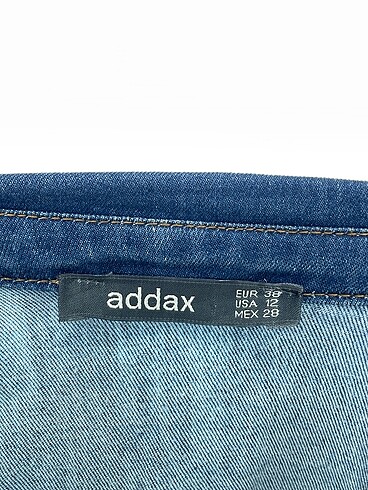 addax
EUR 38
USA 12
MEX 28